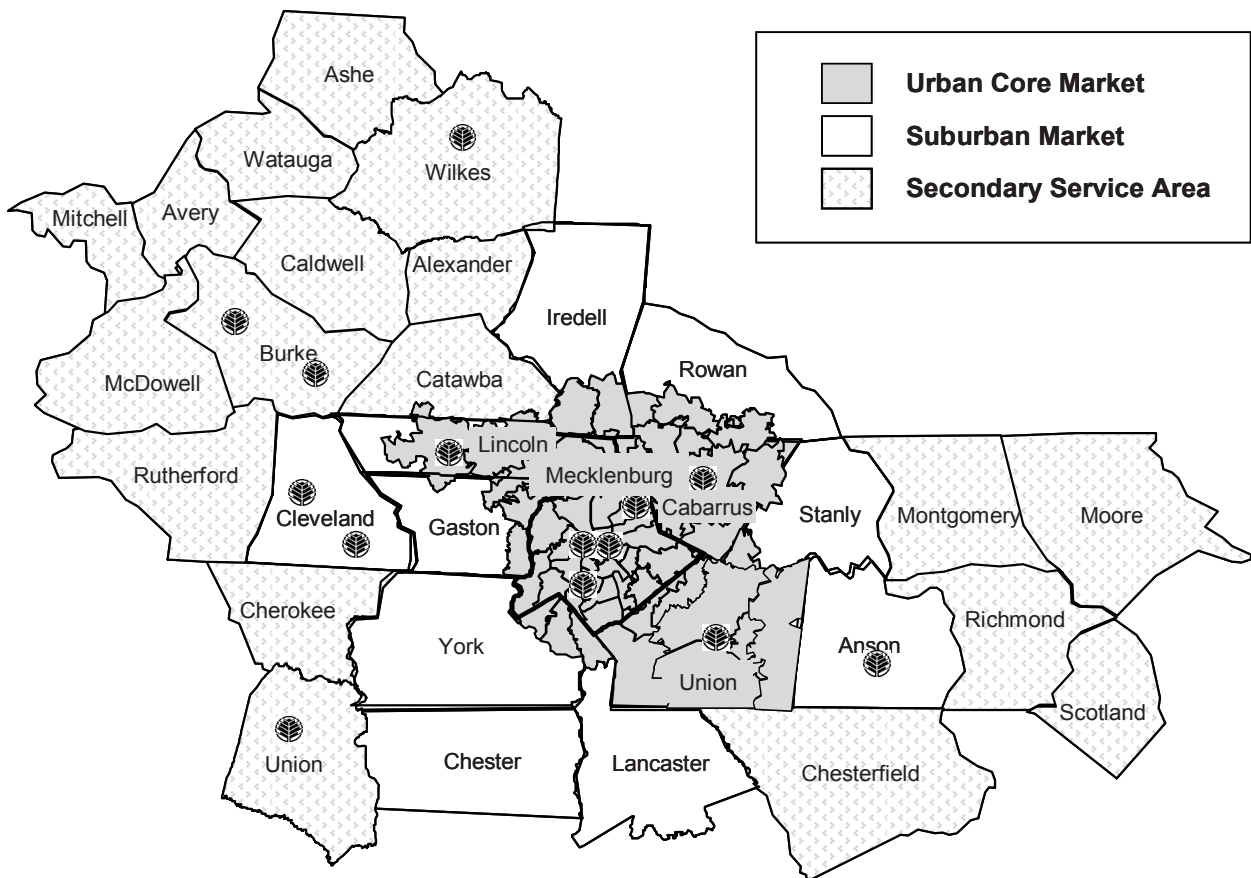 Urban Core Market
Suburban Market
Secondary Service Area
Ashe
Watauga
Wilkes
Mitchell
Avery
Caldwell
Alexander
Iredell
Burke
Rowan
McDowell
Catawba
Lincoln
Rutherford
Mecklenburg
Cabarrus
Cleveland
Gaston
Stanly
Montgomery
Moore
Cherokee
York
Anson
Richmond
Union
Scotland
Union
Chester
Lancaster
Chesterfield